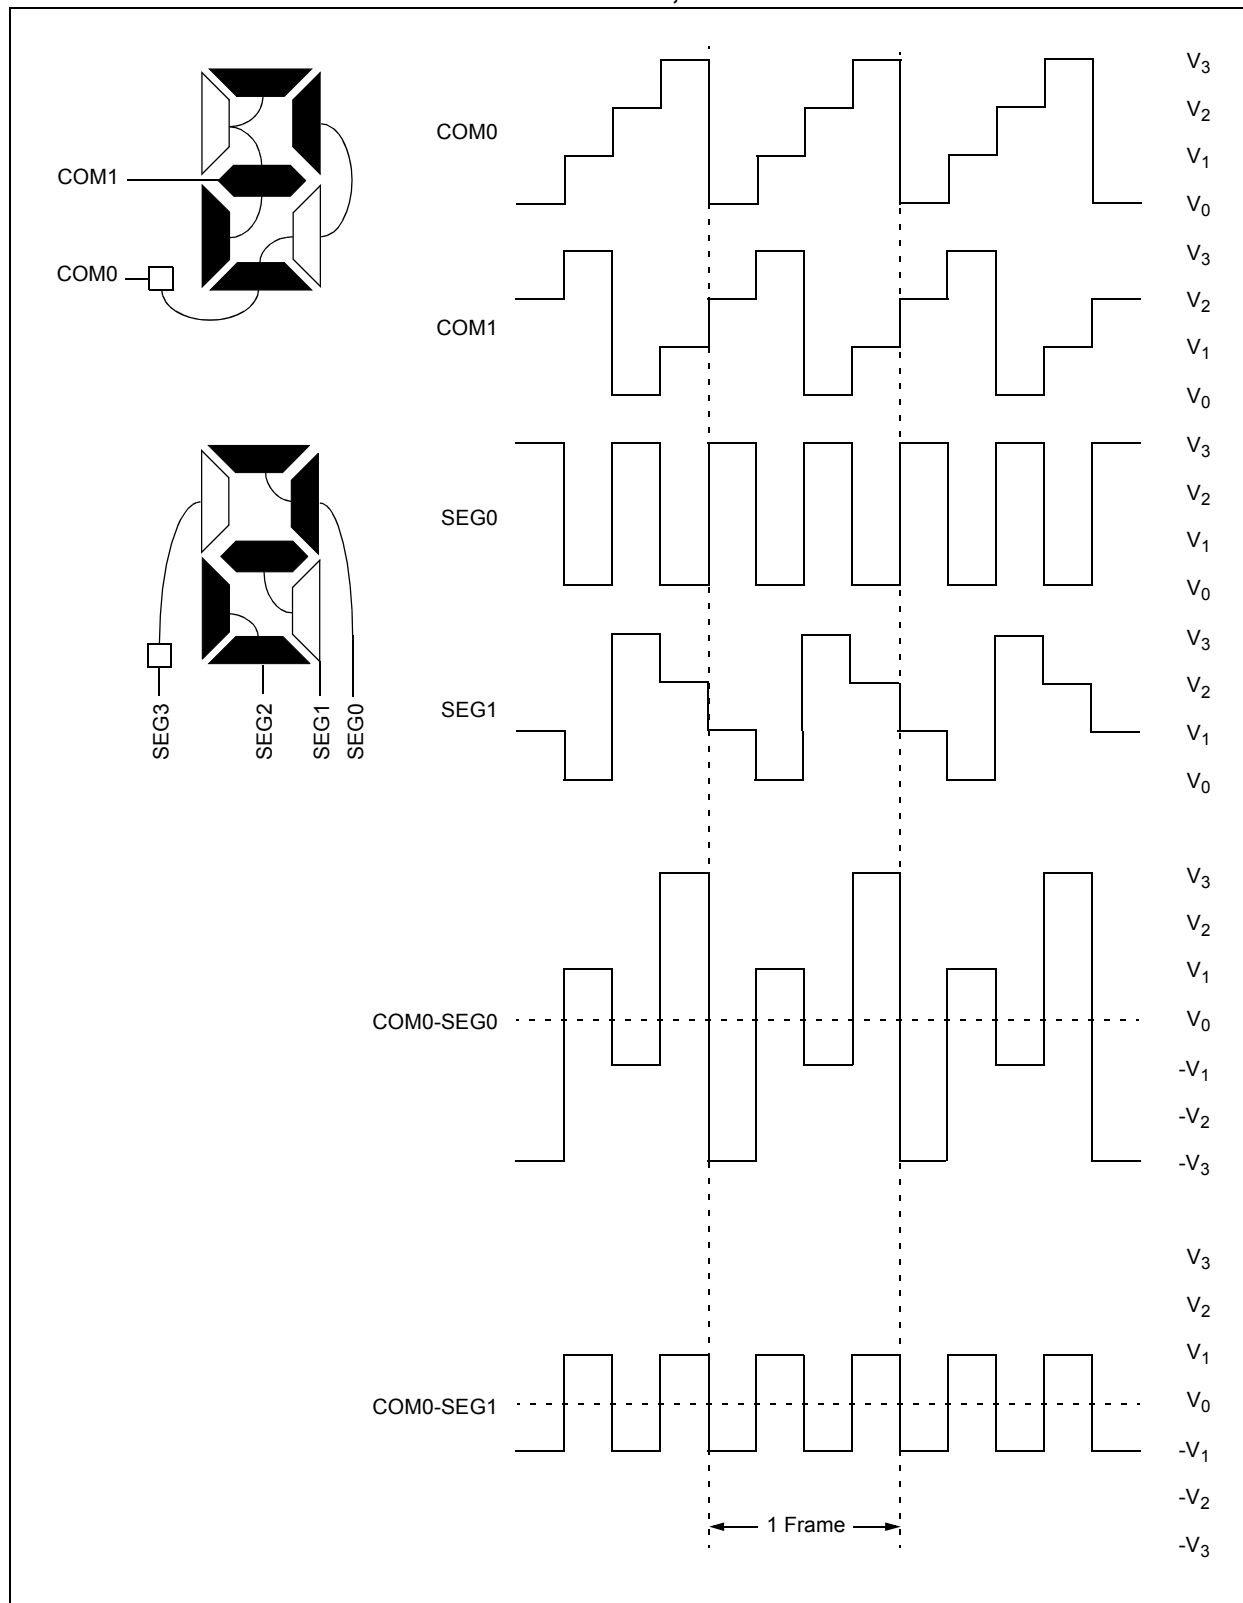 COM1
COM0
SEG3
SEG2
SEG1
SEG0
COM0
V3
V2
V1
V0
COM1
V3
V2
V1
V0
SEG0
V3
V2
V1
V0
SEG1
V3
V2
V1
V0
COM0-SEG0
V3
V2
V1
V0
-V1
-V2
-V3
COM0-SEG1
V3
V2
V1
V0
-V1
-V2
-V3
1 Frame